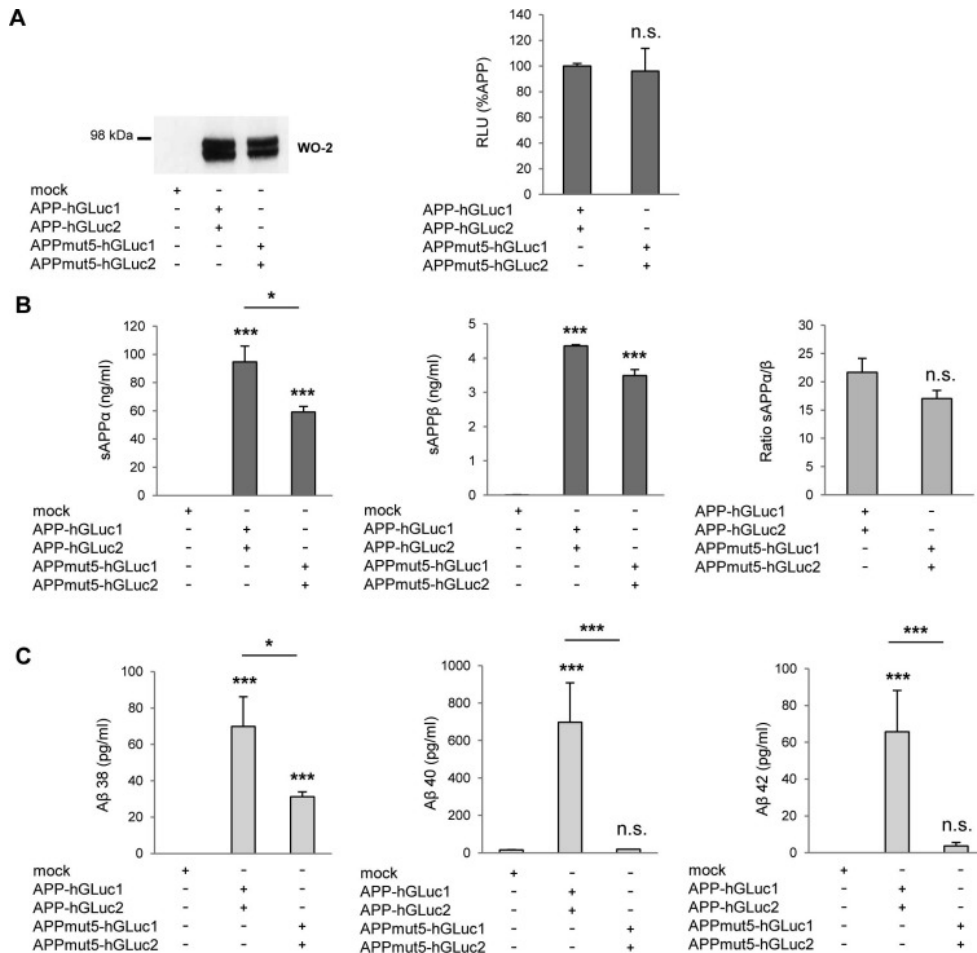 A
98 kDa
WO-2
mock + - -
APP-hGLuc1 - + -
APP-hGLuc2 - + -
APPmut5-hGLuc1 - - +
APPmut5-hGLuc2 - - +
RLU (%APP)
140
120
100
80
60
40
20
0
n.s.
APP-hGLuc1 + -
APP-hGLuc2 + -
APPmut5-hGLuc1 - +
APPmut5-hGLuc2 - +
B
sAPPα (ng/ml)
120
100
80
60
40
20
0
*
***
***
mock + - -
APP-hGLuc1 - + -
APP-hGLuc2 - + -
APPmut5-hGLuc1 - - +
APPmut5-hGLuc2 - - +
sAPPβ (ng/ml)
5
4
3
2
1
0
***
***
mock + - -
APP-hGLuc1 - + -
APP-hGLuc2 - + -
APPmut5-hGLuc1 - - +
APPmut5-hGLuc2 - - +
Ratio sAPPα/β
30
25
20
15
10
5
0
n.s.
APP-hGLuc1 + -
APP-hGLuc2 + -
APPmut5-hGLuc1 - +
APPmut5-hGLuc2 - +
C
Aβ 38 (pg/ml)
80
60
40
20
0
*
***
***
mock + - -
APP-hGLuc1 - + -
APP-hGLuc2 - + -
APPmut5-hGLuc1 - - +
APPmut5-hGLuc2 - - +
Aβ 40 (pg/ml)
1000
800
600
400
200
0
***
***
n.s.
mock + - -
APP-hGLuc1 - + -
APP-hGLuc2 - + -
APPmut5-hGLuc1 - - +
APPmut5-hGLuc2 - - +
Aβ 42 (pg/ml)
100
80
60
40
20
0
***
***
n.s.
mock + - -
APP-hGLuc1 - + -
APP-hGLuc2 - + -
APPmut5-hGLuc1 - - +
APPmut5-hGLuc2 - - +